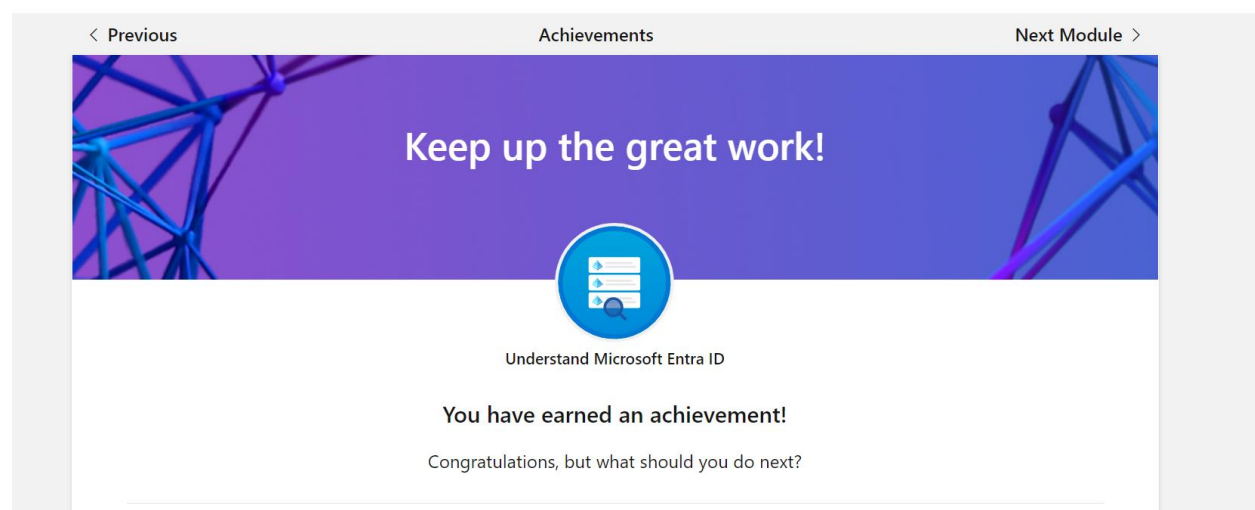 < Previous
Achievements
Next Module >
Keep up the great work!
Understand Microsoft Entra ID
You have earned an achievement!
Congratulations, but what should you do next?